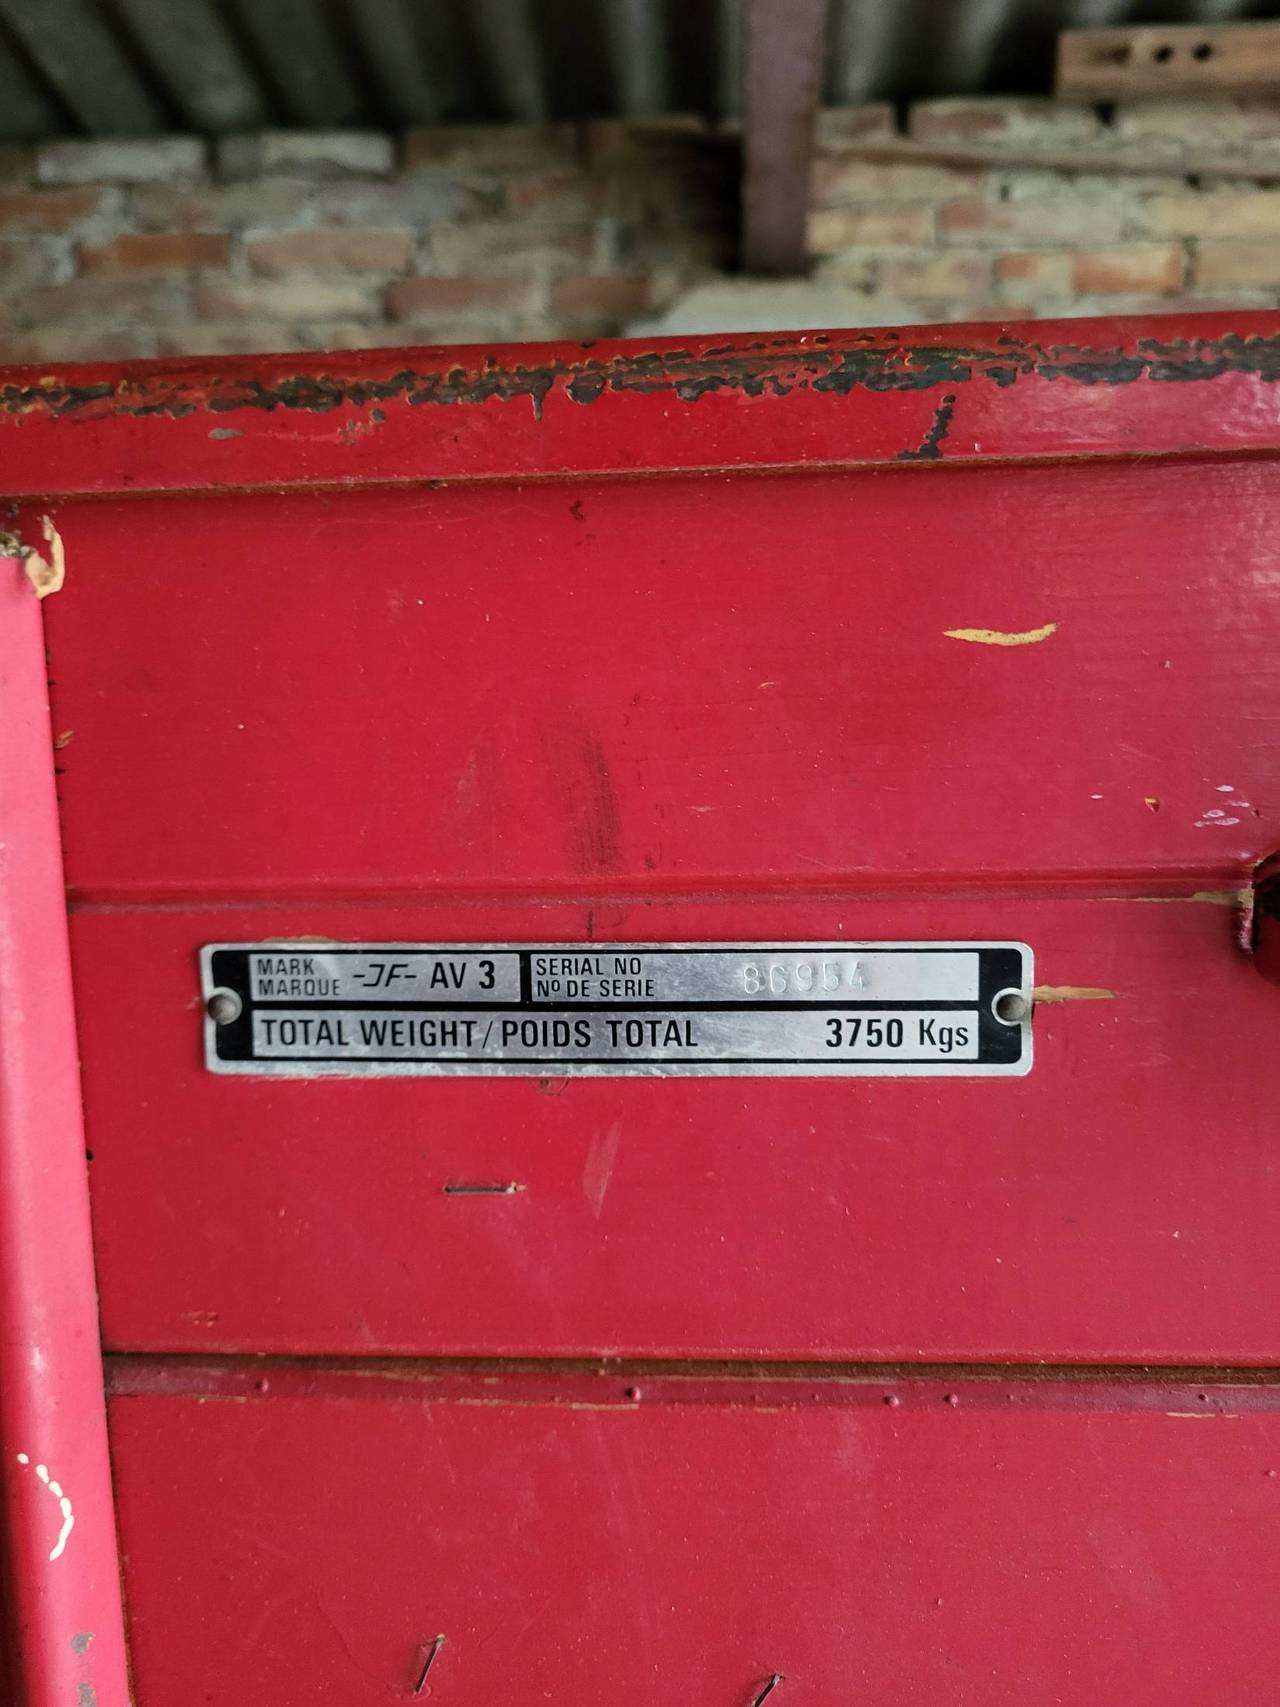 MARK
MARQUE
-JF- AV 3
SERIAL NO
Nº DE SERIE
86954
TOTAL WEIGHT/POIDS TOTAL 3750 Kgs